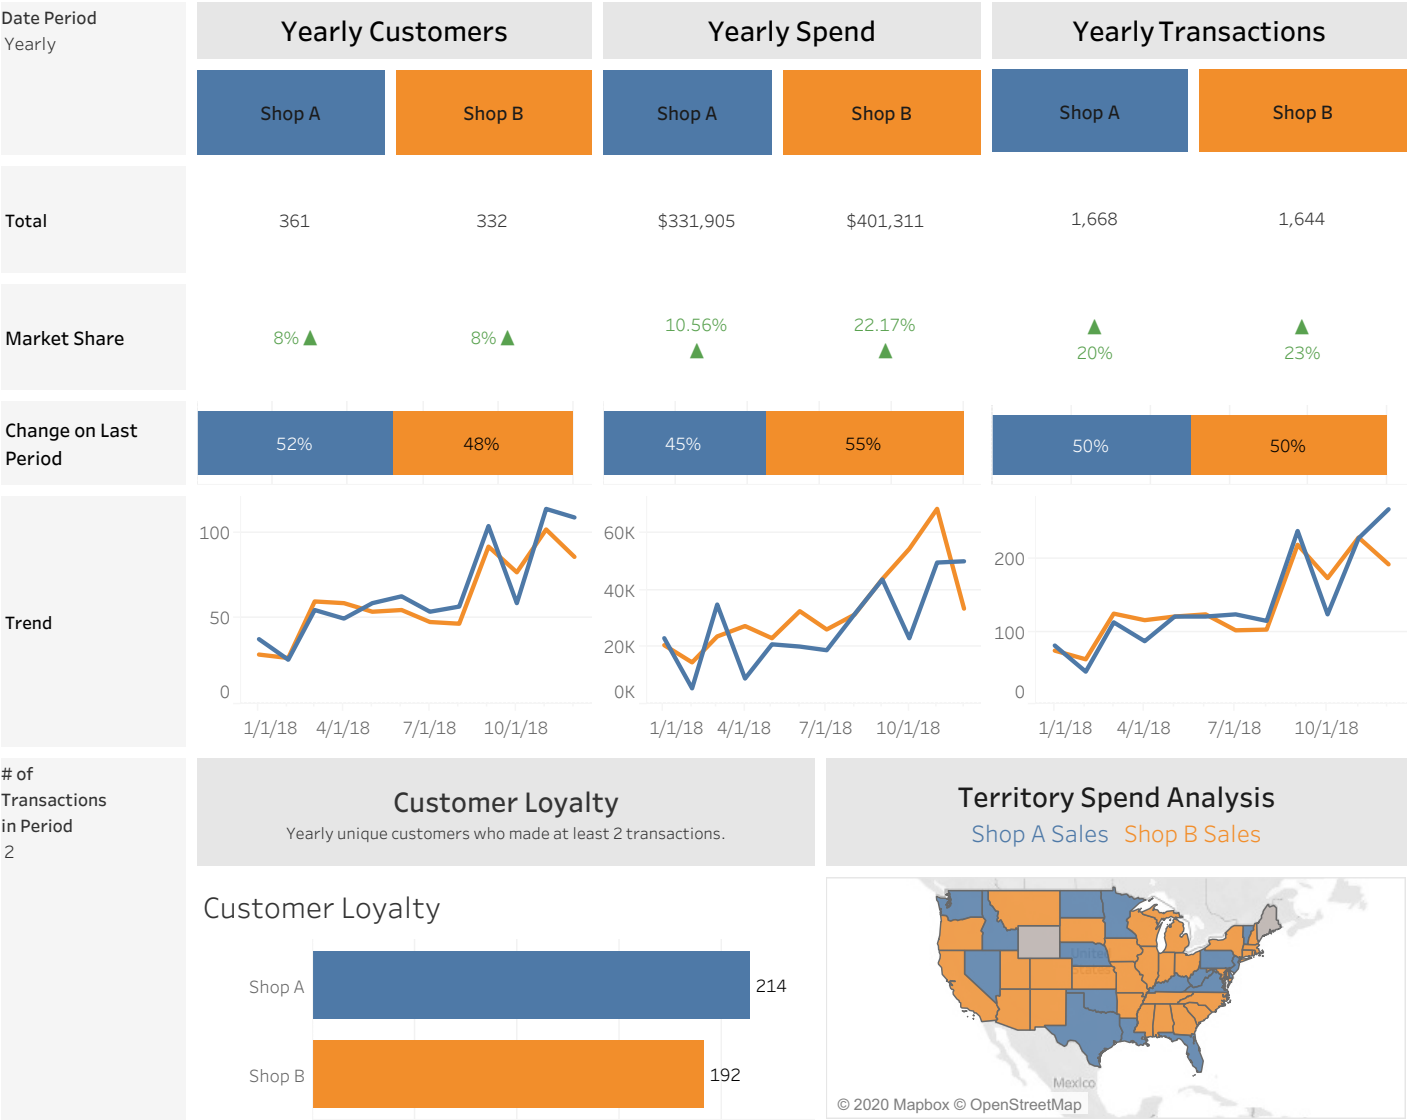 Date Period
Yearly
Yearly Customers
Yearly Spend
Yearly Transactions
Shop A
Shop B
Shop A
Shop B
Shop A
Shop B
Total
361
332
$331,905
$401,311
1,668
1,644
Market Share
8% ▲
8% ▲
10.56%
▲
22.17%
▲
▲
20%
▲
23%
Change on Last
Period
52%
48%
45%
55%
50%
50%
Trend
100
50
0
1/1/18
4/1/18
7/1/18
10/1/18
60K
40K
20K
0K
1/1/18
4/1/18
7/1/18
10/1/18
200
100
0
1/1/18
4/1/18
7/1/18
10/1/18
# of
Transactions
in Period
2
Customer Loyalty
Yearly unique customers who made at least 2 transactions.
Customer Loyalty
Shop A
214
Shop B
192
Territory Spend Analysis
Shop A Sales Shop B Sales
United
States
Mexico
© 2020 Mapbox © OpenStreetMap